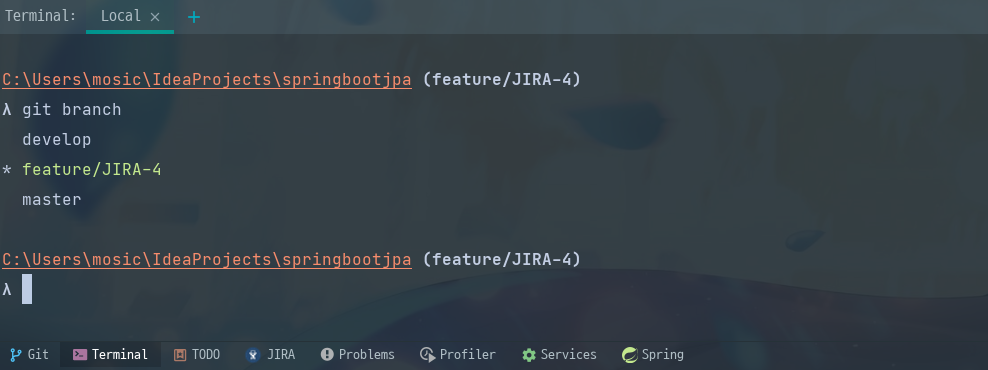 Terminal: Local × +
C:\Users\mosic\IdeaProjects\springbootjpa (feature/JIRA-4)
λ git branch
develop
* feature/JIRA-4
master
C:\Users\mosic\IdeaProjects\springbootjpa (feature/JIRA-4)
λ
Git Terminal TODO JIRA Problems Profiler Services Spring